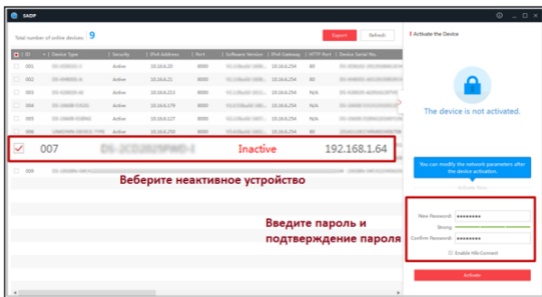 SADP
Total number of online devices: 9
Export
Refresh
ID
Device Type
Security
IPv4 Address
Port
Software Version
IPv4 Gateway
HTTP Port
Device Serial No.
001 Active 10.16.6.20 8000 10.16.6.254 80
002 Active 10.16.6.21 8000 10.16.6.254 80
003 Active 10.16.6.213 8000 10.16.6.254 N/A
004 Active 10.16.6.179 8000 10.16.6.254 N/A
005 Active 10.16.6.127 8000 10.16.6.254 N/A
006 Active 10.16.6.250 8000 10.16.6.254 80
007 DS-2CD2025FWD-I Inactive 192.168.1.64
009
Веберите неактивное устройство
Введите пароль и
подтверждение пароля
Activate the Device
The device is not activated.
You can modify the network parameters after
the device activation.
Activate Now
New Password:
Strong
Confirm Password:
Enable Hik-Connect
Activate